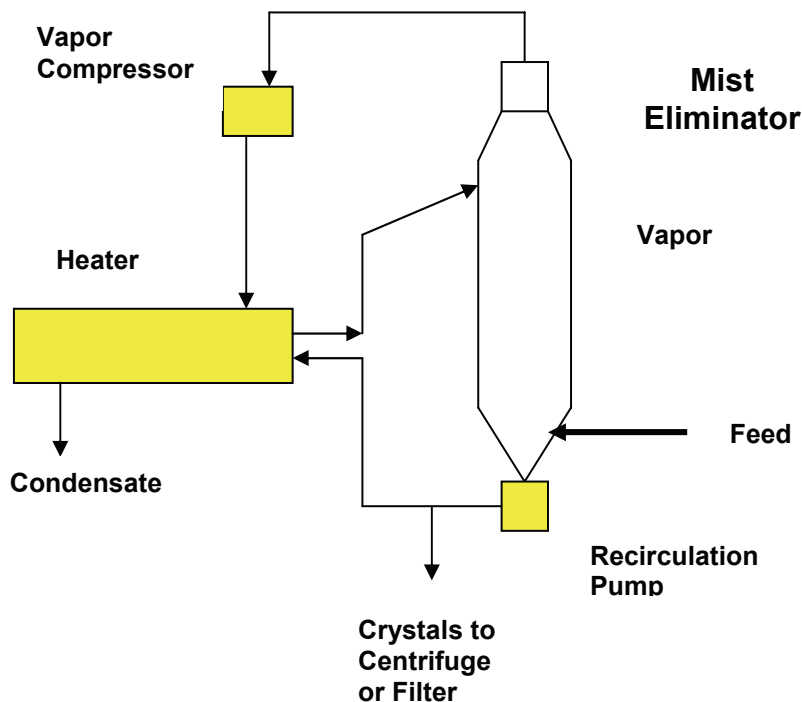 Vapor
Compressor
Mist
Eliminator
Vapor
Heater
Feed
Condensate
Recirculation
Pump
Crystals to
Centrifuge
or Filter